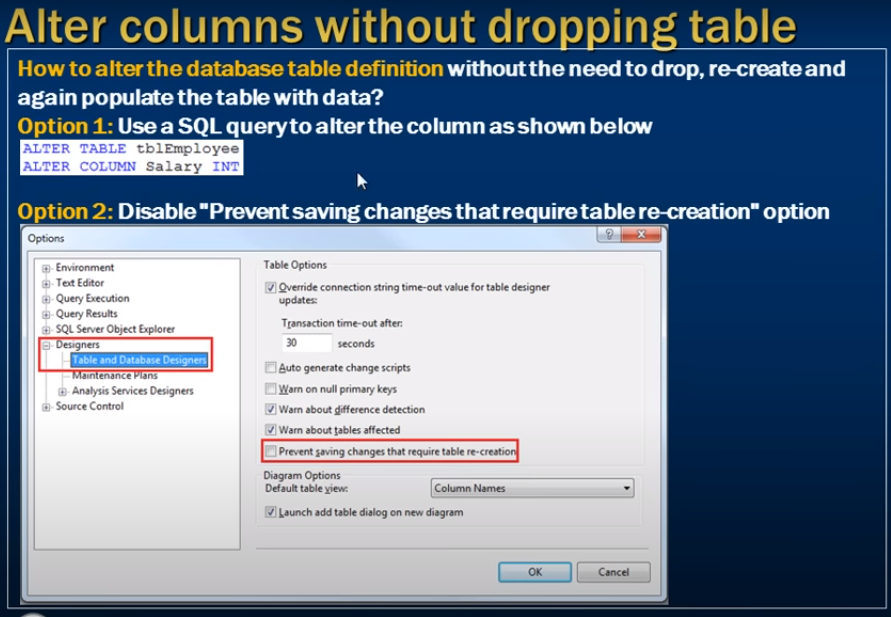 Alter columns without dropping table
How to alter the database table definition without the need to drop, re-create and
again populate the table with data?
Option 1: Use a SQL query to alter the column as shown below
ALTER TABLE tblEmployee
ALTER COLUMN Salary INT
Option 2: Disable "Prevent saving changes that require table re-creation" option
Options
Environment
Text Editor
Query Execution
Query Results
SQL Server Object Explorer
Designers
Table and Database Designers
Maintenance Plans
Analysis Services Designers
Source Control
Table Options
Override connection string time-out value for table designer
updates:
Transaction time-out after:
30 seconds
Auto generate change scripts
Warn on null primary keys
Warn about difference detection
Warn about tables affected
Prevent saving changes that require table re-creation
Diagram Options
Default table view: Column Names
Launch add table dialog on new diagram
OK Cancel